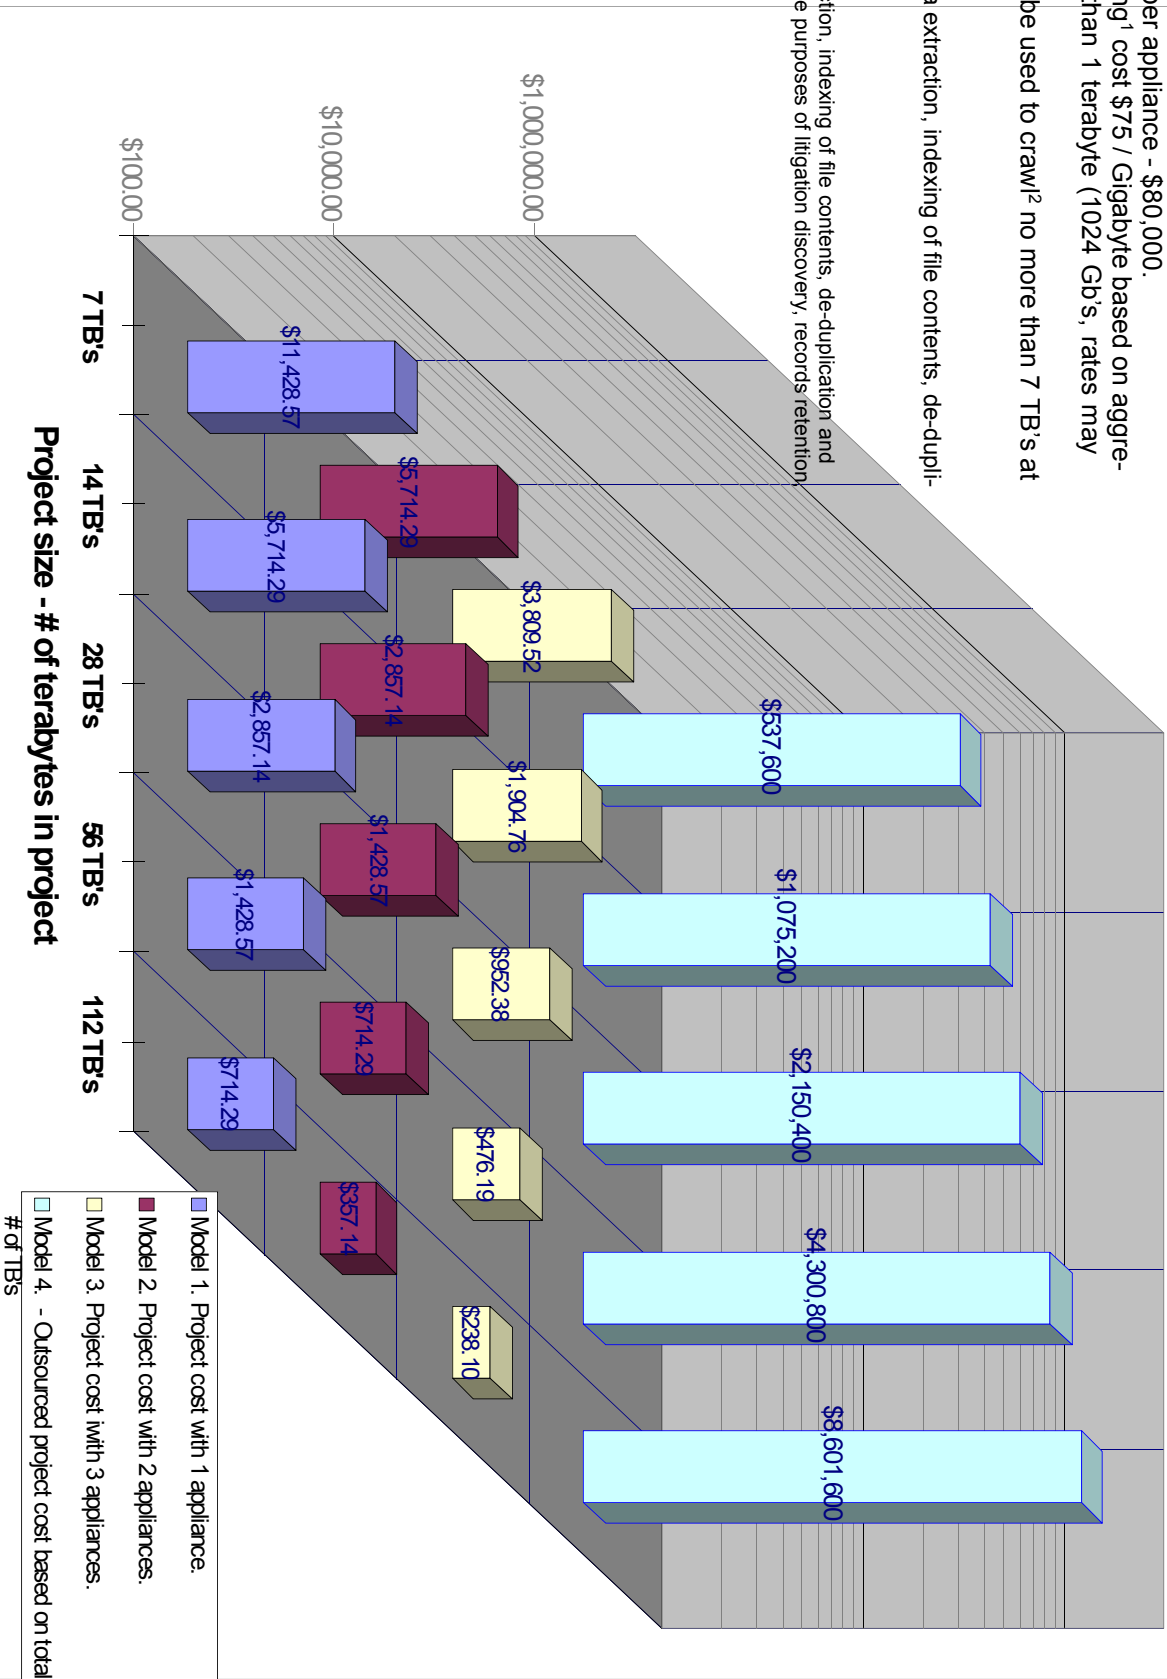 per appliance - $80,000.
ng1 cost $75 / Gigabyte based on aggre-
than 1 terabyte (1024 Gb's, rates may
be used to crawl2 no more than 7 TB's at
a extraction, indexing of file contents, de-dupli-
ction, indexing of file contents, de-duplication and
e purposes of litigation discovery, records retention,
$1,000,000.00
$10,000.00
$100.00
$537,600
$1,075,200
$2,150,400
$4,300,800
$8,601,600
$3,809.52
$1,904.76
$952.38
$476.19
$238.10
$5,714.29
$2,857.14
$1,428.57
$714.29
$357.14
$11,428.57
$5,714.29
$2,857.14
$1,428.57
$714.29
7 TB's
14 TB's
28 TB's
56 TB's
112 TB's
Project size - # of terabytes in project
Model 1. Project cost with 1 appliance.
Model 2. Project cost with 2 appliances.
Model 3. Project cost iwith 3 appliances.
Model 4. - Outsourced project cost based on total
# of TB's